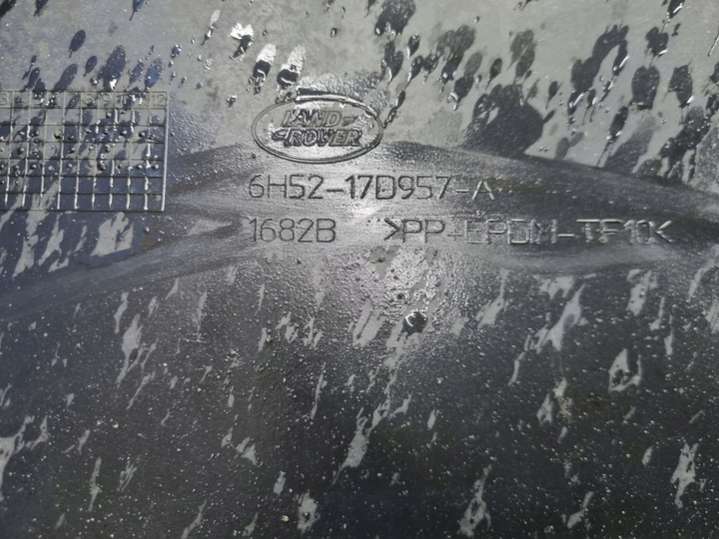 LAND
ROVER
6H52-17D957-A
1682B >PP+EPDM-TF10<